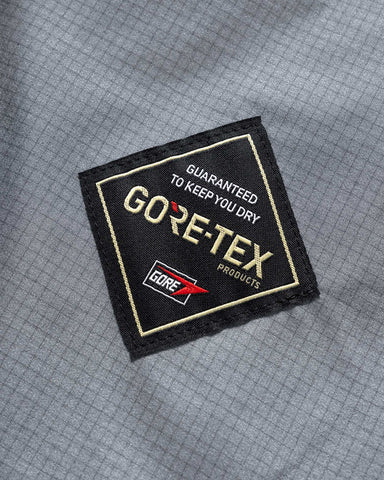 GUARANTEED
TO KEEP YOU DRY
GORE-TEX
PRODUCTS
GORE